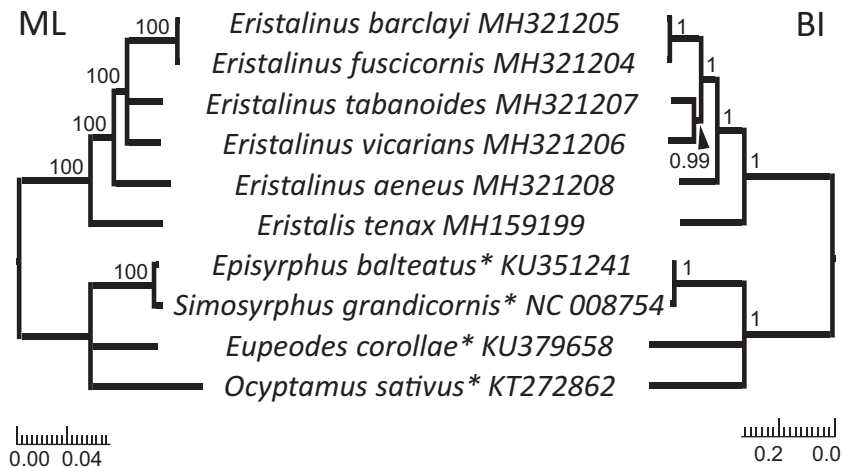 ML
BI
100 Eristalinus barclayi MH321205 1
Eristalinus fuscicornis MH321204
100 1
Eristalinus tabanoides MH321207
100 1
Eristalinus vicarians MH321206
0.99
100 1
Eristalinus aeneus MH321208
Eristalis tenax MH159199
Episyrphus balteatus* KU351241
100 1
Simosyrphus grandicornis* NC 008754
1
Eupeodes corollae* KU379658
Ocyptamus sativus* KT272862
0.00 0.04
0.2 0.0